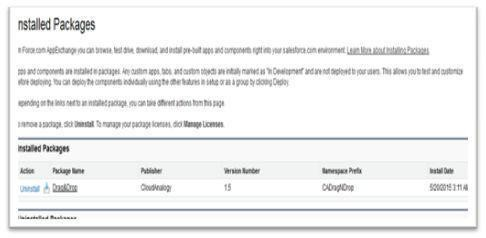 nstalled Packages
n Force.com AppExchange you can browse, test drive, download, and install pre-built apps and components right into your salesforce.com environment. Learn More about Installing Packages.
pps and components are installed in packages. Any custom apps, tabs, and custom objects are initially marked as "In Development" and are not deployed to your users. This allows you to test and customize
efore deploying. You can deploy the components individually using the other features in setup or as a group by clicking Deploy.
epending on the links next to an installed package, you can take different actions from this page.
o remove a package, click Uninstall. To manage your package licenses, click Manage Licenses.
nstalled Packages
Action Package Name Publisher Version Number Namespace Prefix Install Date
Uninstall Drag&Drop CloudAnalogy 1.5 CADragNDrop 5/20/2015 3:11 AM
Uninstalled Packages